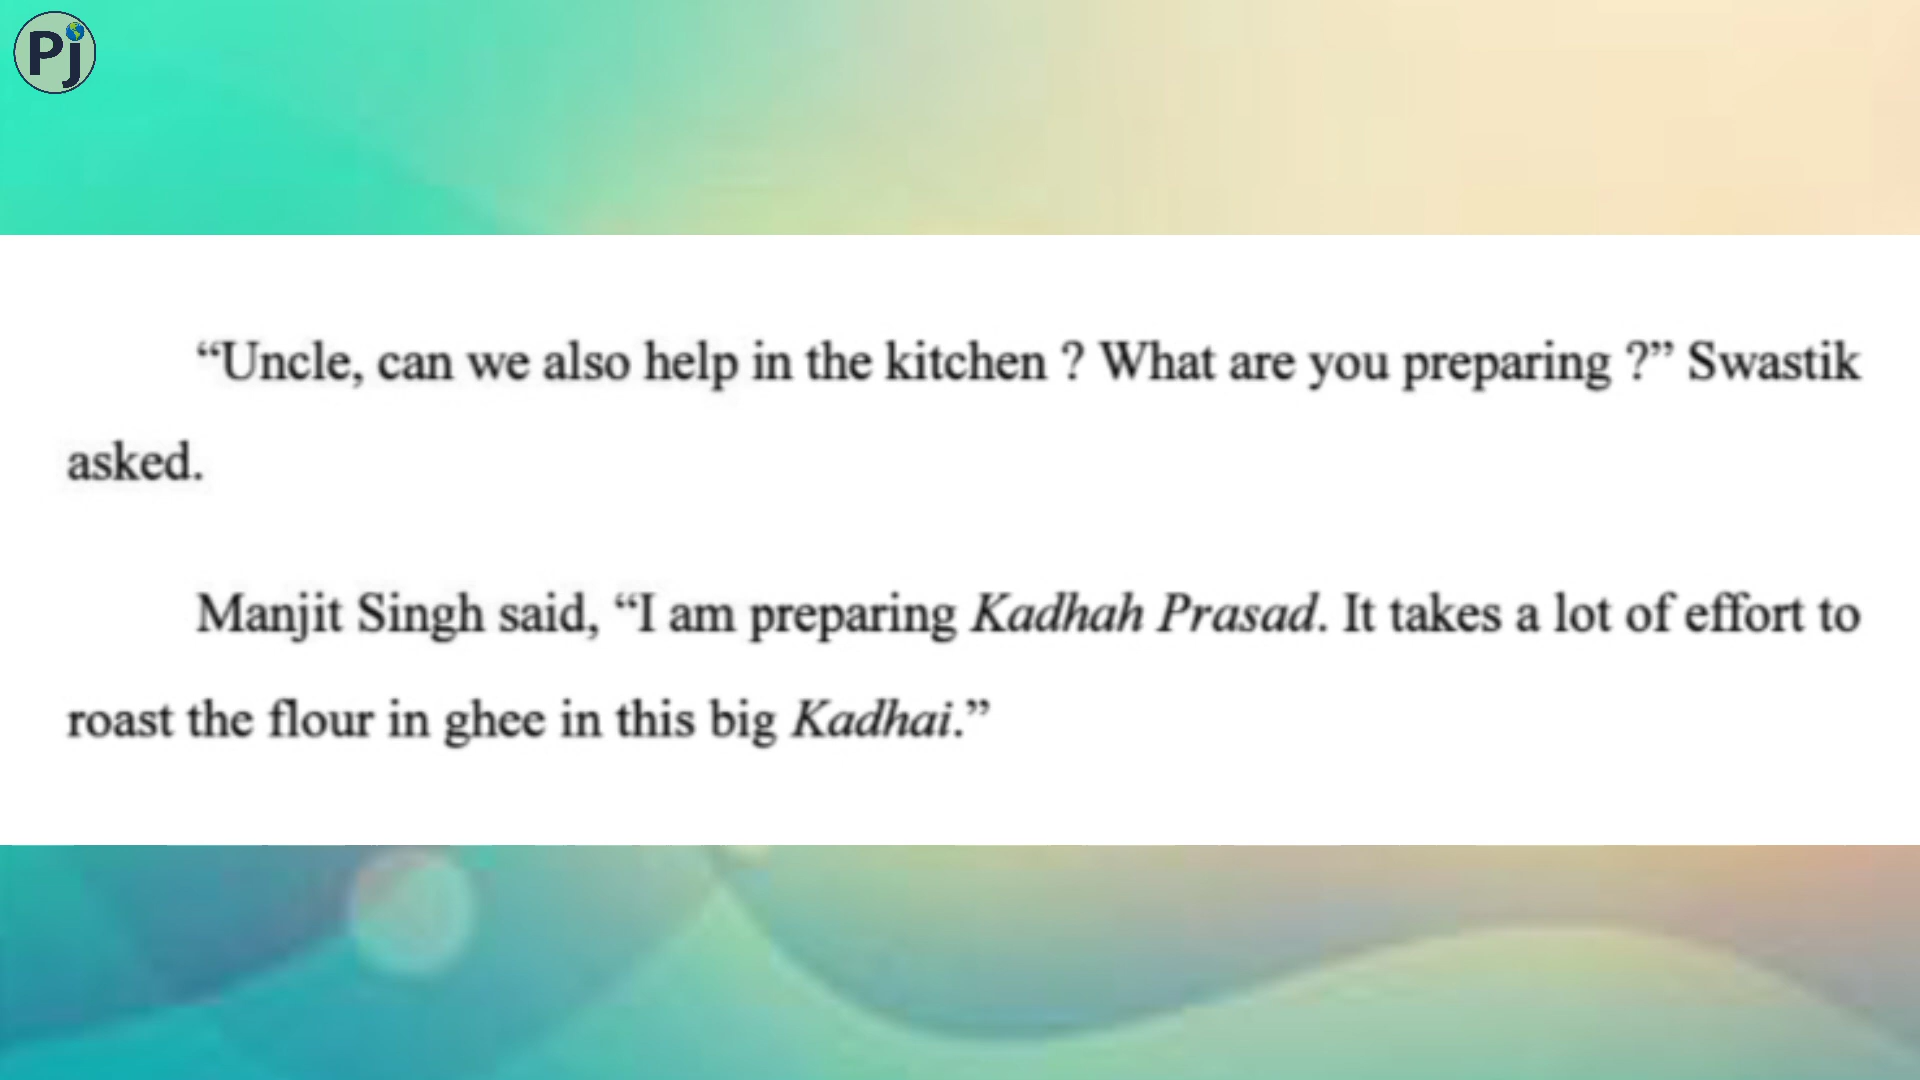 Pj
“Uncle, can we also help in the kitchen ? What are you preparing ?” Swastik
asked.
Manjit Singh said, “I am preparing Kadhah Prasad. It takes a lot of effort to
roast the flour in ghee in this big Kadhai.”